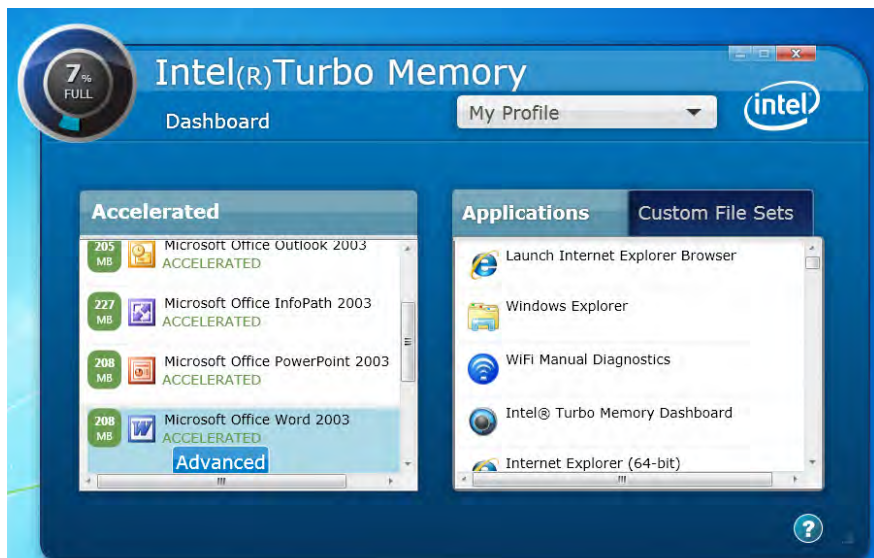 7%
FULL
Intel(R)Turbo Memory
Dashboard
My Profile
intel
Accelerated
205
MB
Microsoft Office Outlook 2003
ACCELERATED
227
MB
Microsoft Office InfoPath 2003
ACCELERATED
208
MB
Microsoft Office PowerPoint 2003
ACCELERATED
208
MB
Microsoft Office Word 2003
ACCELERATED
Advanced
Applications
Custom File Sets
Launch Internet Explorer Browser
Windows Explorer
WiFi Manual Diagnostics
Intel® Turbo Memory Dashboard
Internet Explorer (64-bit)
?